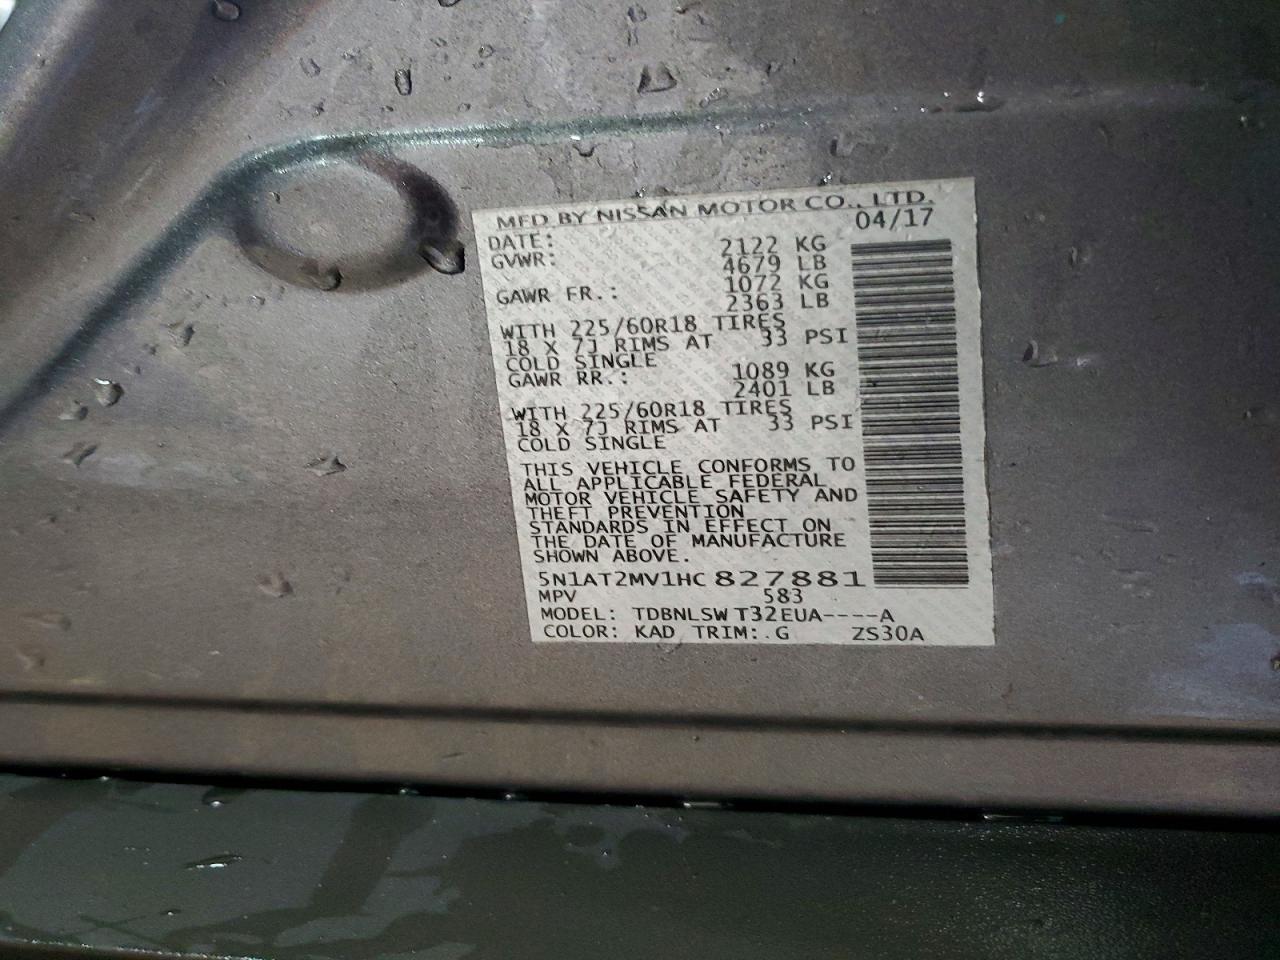 MFD BY NISSAN MOTOR CO., LTD.
DATE: 04/17
GVWR: 2122 KG
4679 LB
GAWR FR.: 1072 KG
2363 LB
WITH 225/60R18 TIRES
18 X 7J RIMS AT 33 PSI
COLD SINGLE
GAWR RR.: 1089 KG
2401 LB
WITH 225/60R18 TIRES
18 X 7J RIMS AT 33 PSI
COLD SINGLE
THIS VEHICLE CONFORMS TO
ALL APPLICABLE FEDERAL
MOTOR VEHICLE SAFETY AND
THEFT PREVENTION
STANDARDS IN EFFECT ON
THE DATE OF MANUFACTURE
SHOWN ABOVE.
5N1AT2MV1HC827881
MPV 583
MODEL: TDBNLSW T32EUA----A
COLOR: KAD TRIM: G ZS30A